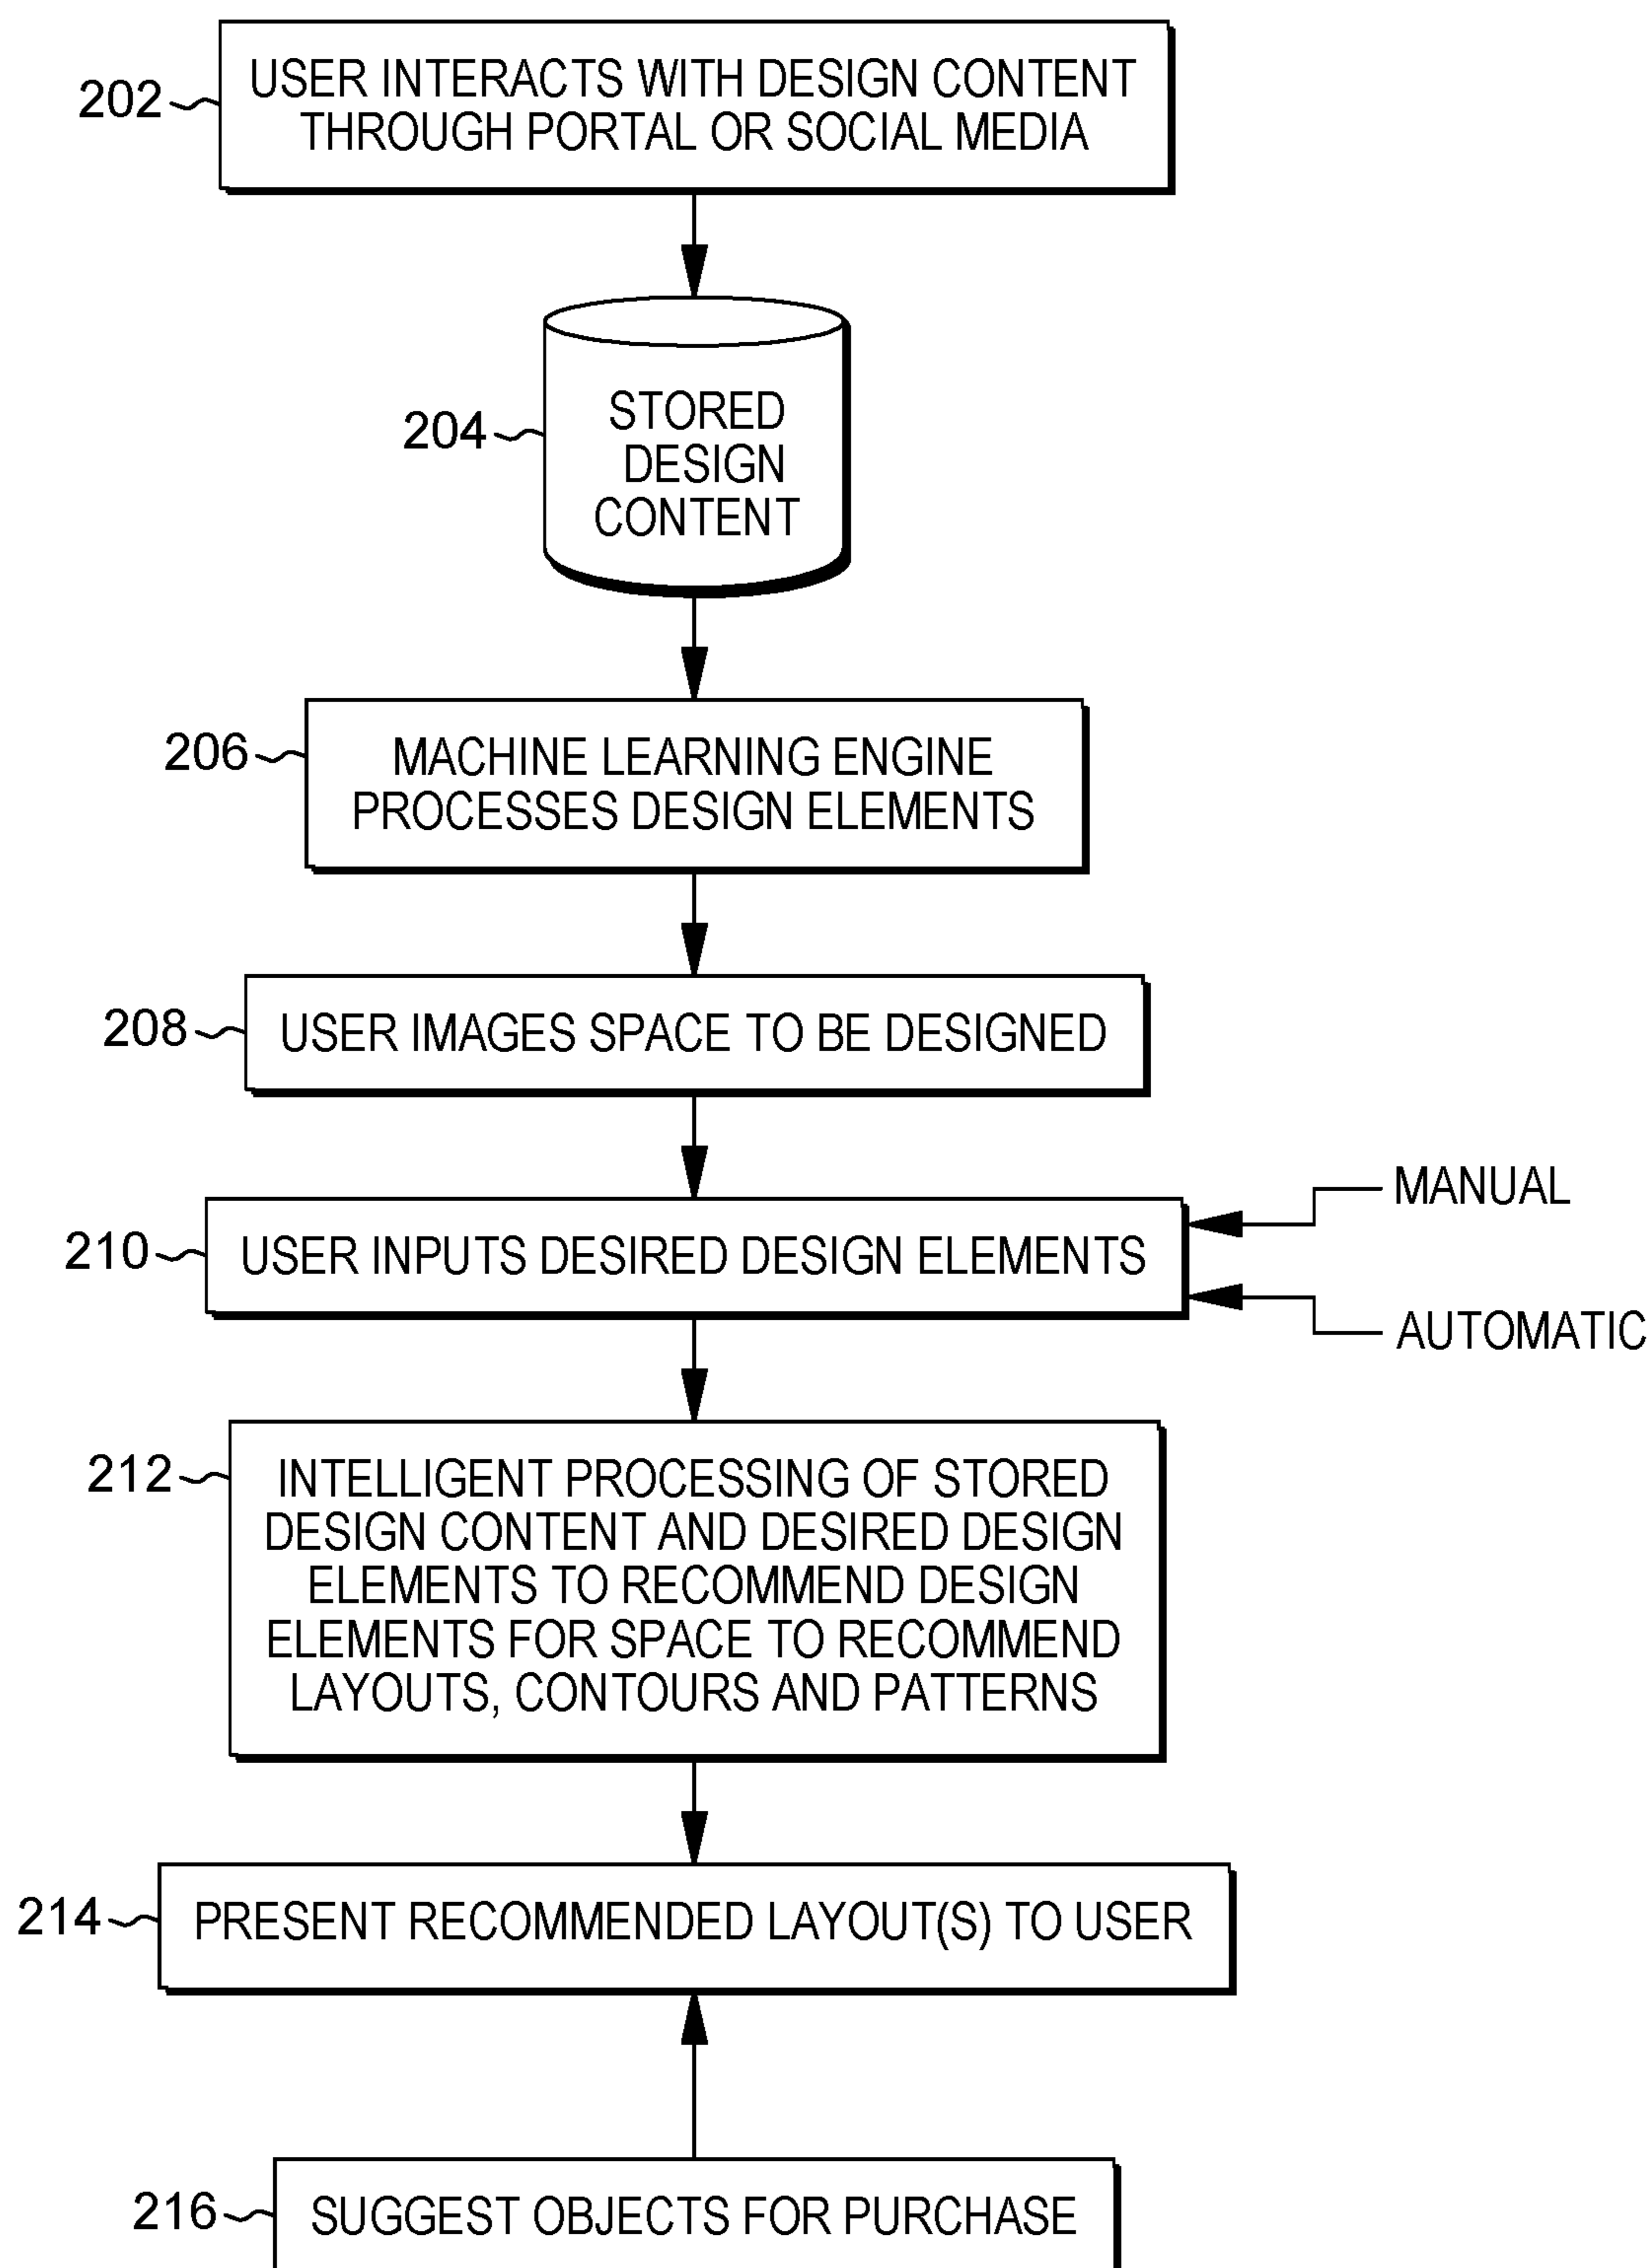 202
USER INTERACTS WITH DESIGN CONTENT
THROUGH PORTAL OR SOCIAL MEDIA
204
STORED
DESIGN
CONTENT
206
MACHINE LEARNING ENGINE
PROCESSES DESIGN ELEMENTS
208
USER IMAGES SPACE TO BE DESIGNED
210
USER INPUTS DESIRED DESIGN ELEMENTS
MANUAL
AUTOMATIC
212
INTELLIGENT PROCESSING OF STORED
DESIGN CONTENT AND DESIRED DESIGN
ELEMENTS TO RECOMMEND DESIGN
ELEMENTS FOR SPACE TO RECOMMEND
LAYOUTS, CONTOURS AND PATTERNS
214
PRESENT RECOMMENDED LAYOUT(S) TO USER
216
SUGGEST OBJECTS FOR PURCHASE